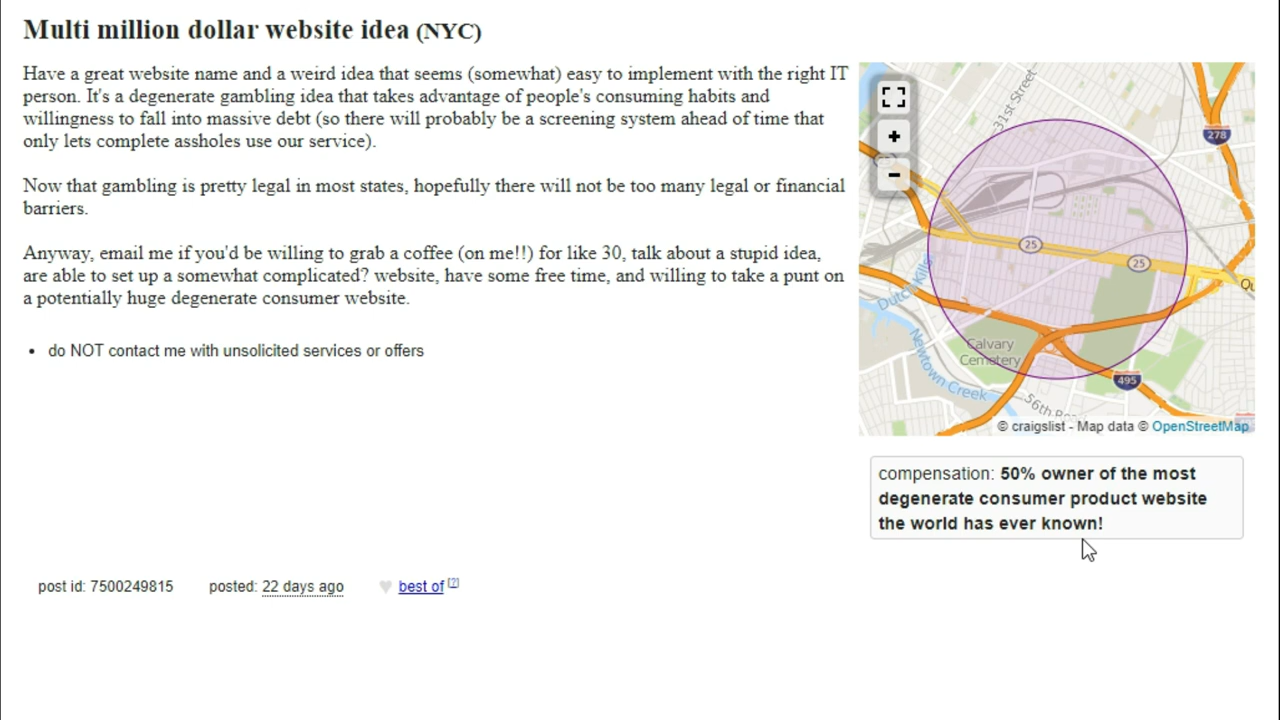 Multi million dollar website idea (NYC)
Have a great website name and a weird idea that seems (somewhat) easy to implement with the right IT
person. It's a degenerate gambling idea that takes advantage of people's consuming habits and
willingness to fall into massive debt (so there will probably be a screening system ahead of time that
only lets complete assholes use our service).
Now that gambling is pretty legal in most states, hopefully there will not be too many legal or financial
barriers.
Anyway, email me if you'd be willing to grab a coffee (on me!!) for like 30, talk about a stupid idea,
are able to set up a somewhat complicated? website, have some free time, and willing to take a punt on
a potentially huge degenerate consumer website.
• do NOT contact me with unsolicited services or offers
31st Street
278
+
-
25
25
Qu
Dutch Kills
Newtown Creek
Calvary
Cemetery
495
56th Ro
© craigslist - Map data © OpenStreetMap
compensation: 50% owner of the most
degenerate consumer product website
the world has ever known!
post id: 7500249815 posted: 22 days ago ♥ best of [?]